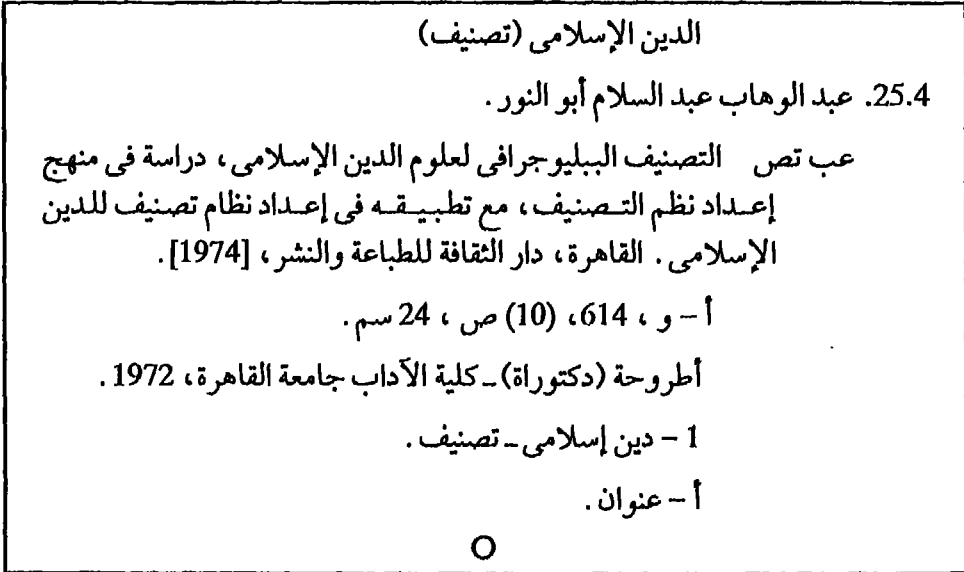 الدين الإسلامى (تصنيف)
25.4. عبد الوهاب عبد السلام أبو النور .
عب تص التصنيف الببليوجرافى لعلوم الدين الإسلامى ، دراسة فى منهج
إعداد نظم التصنيف ، مع تطبيقه فى إعداد نظام تصنيف للدين
الإسلامى . القاهرة ، دار الثقافة للطباعة والنشر ، [1974] .
أ – و ، 614 ، (10) ص ، 24 سم .
أطروحة (دكتوراة) ـ كلية الآداب جامعة القاهرة ، 1972 .
1 – دين إسلامى ـ تصنيف .
أ – عنوان .